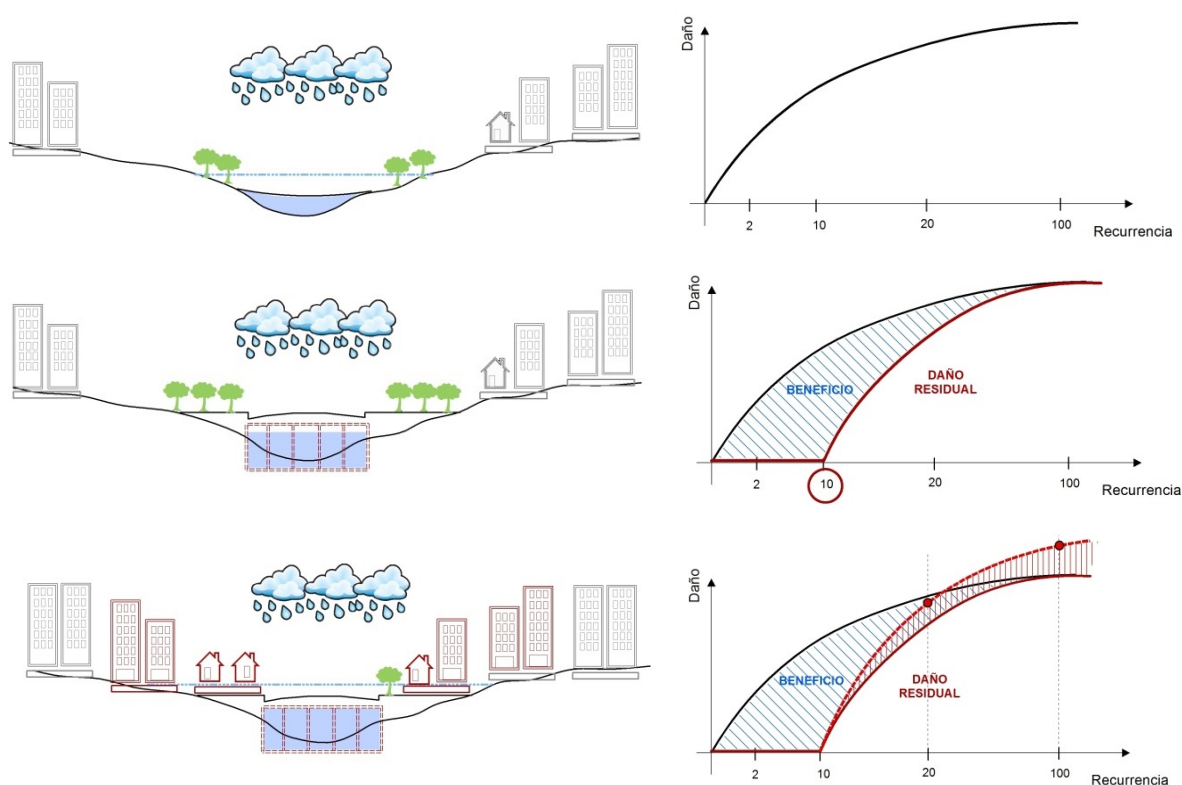 Daño
2
10
20
100
Recurrencia
Daño
BENEFICIO
DAÑO
RESIDUAL
2
10
20
100
Recurrencia
Daño
BENEFICIO
DAÑO
RESIDUAL
2
10
20
100
Recurrencia